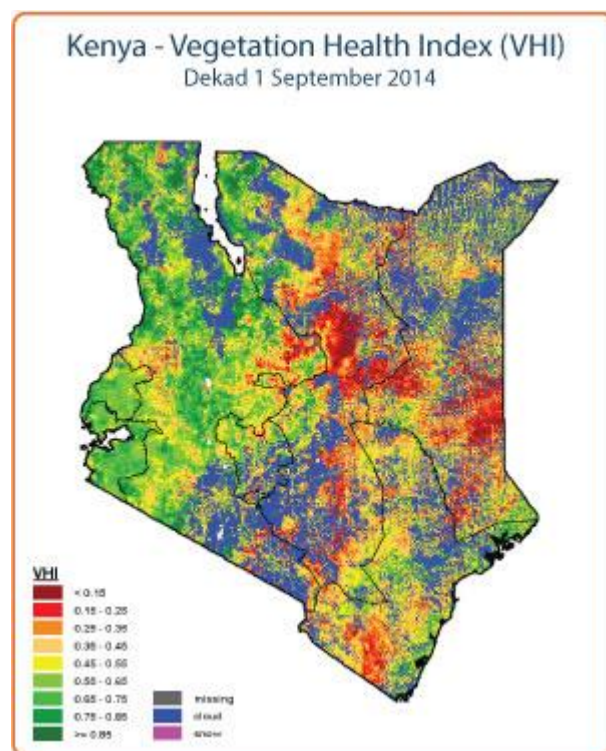 Kenya - Vegetation Health Index (VHI)
Dekad 1 September 2014
VHI
< 0.15
0.15 - 0.25
0.25 - 0.35
0.35 - 0.45
0.45 - 0.55
0.55 - 0.65
0.65 - 0.75
0.75 - 0.85
>= 0.85
missing
cloud
snow